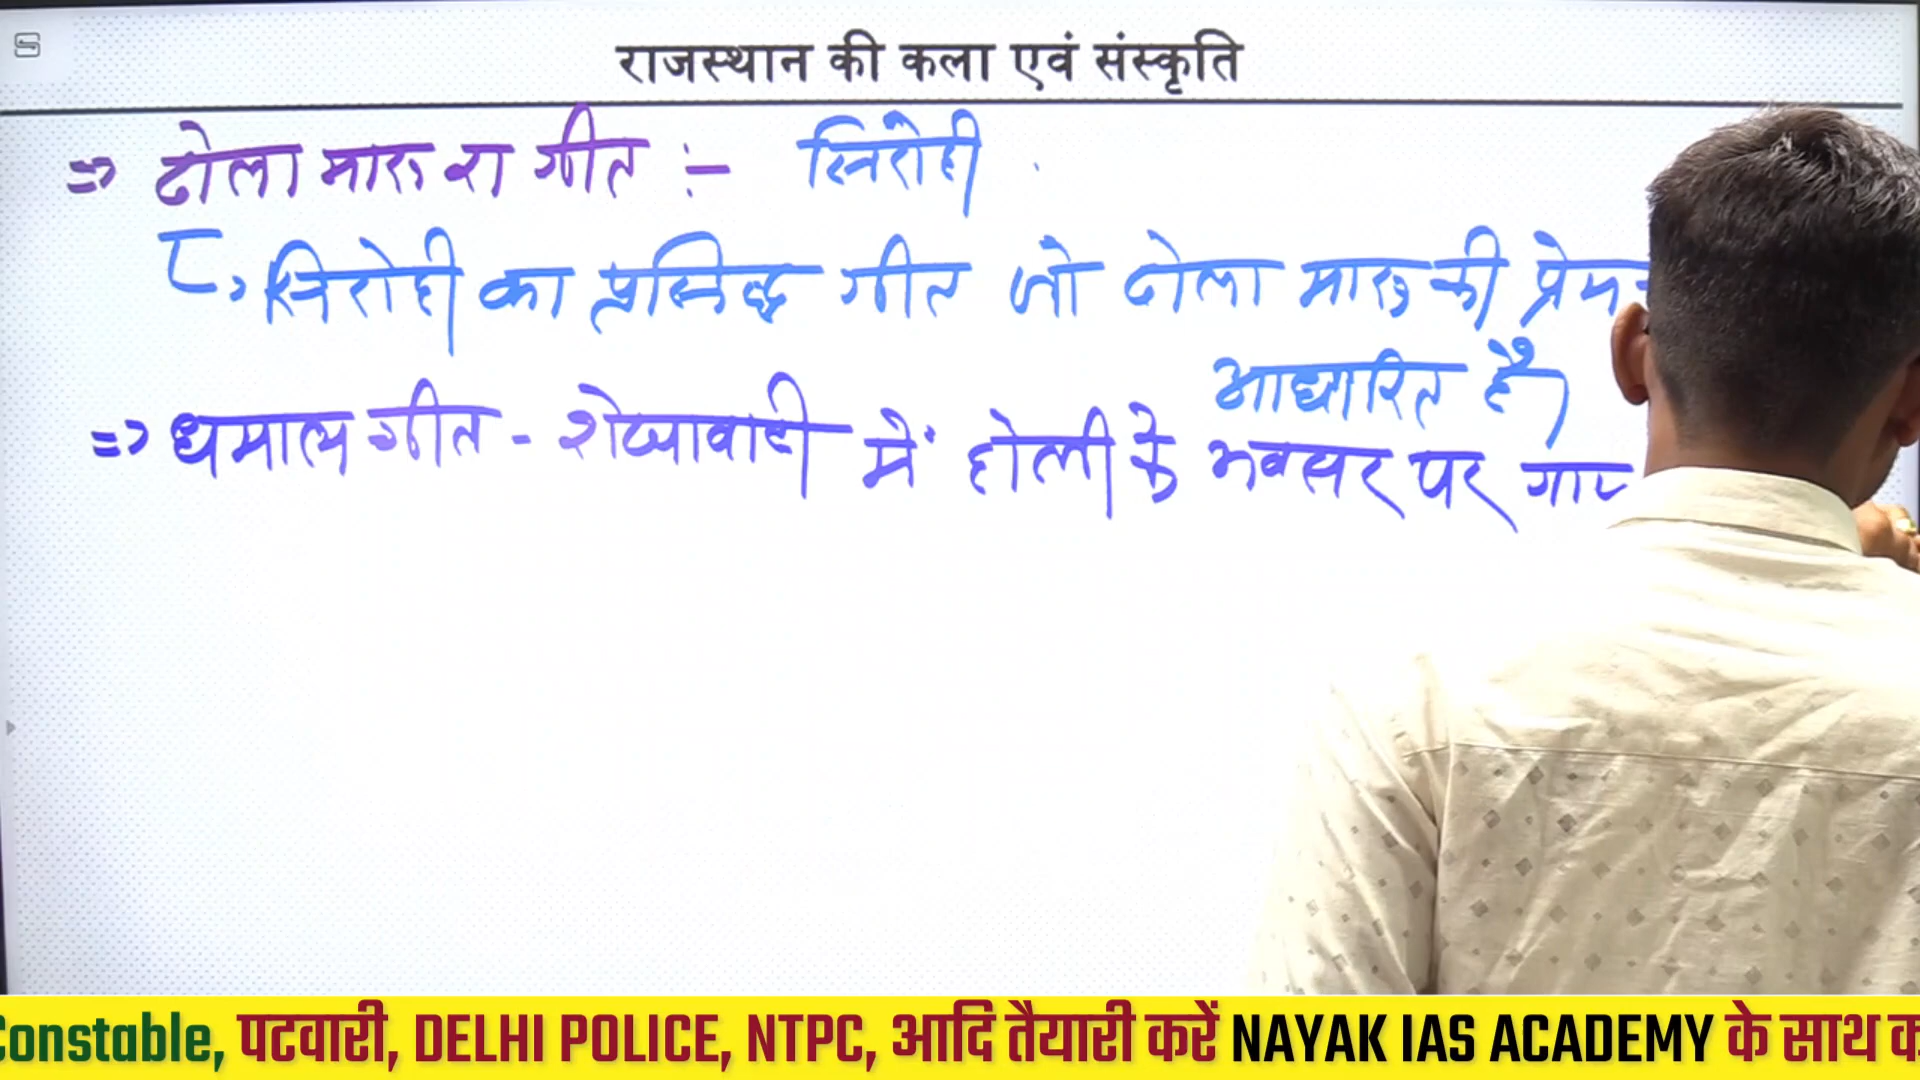 राजस्थान की कला एवं संस्कृति
=> ढोला मारू रा गीत :- सिरोही
सिरोही का प्रसिद्ध गीत जो ढोला मारू की प्रेम
आधारित है।
=> धमाल गीत - शेखावाटी में होली के अवसर पर
Constable, पटवारी, DELHI POLICE, NTPC, आदि तैयारी करें NAYAK IAS ACADEMY के साथ